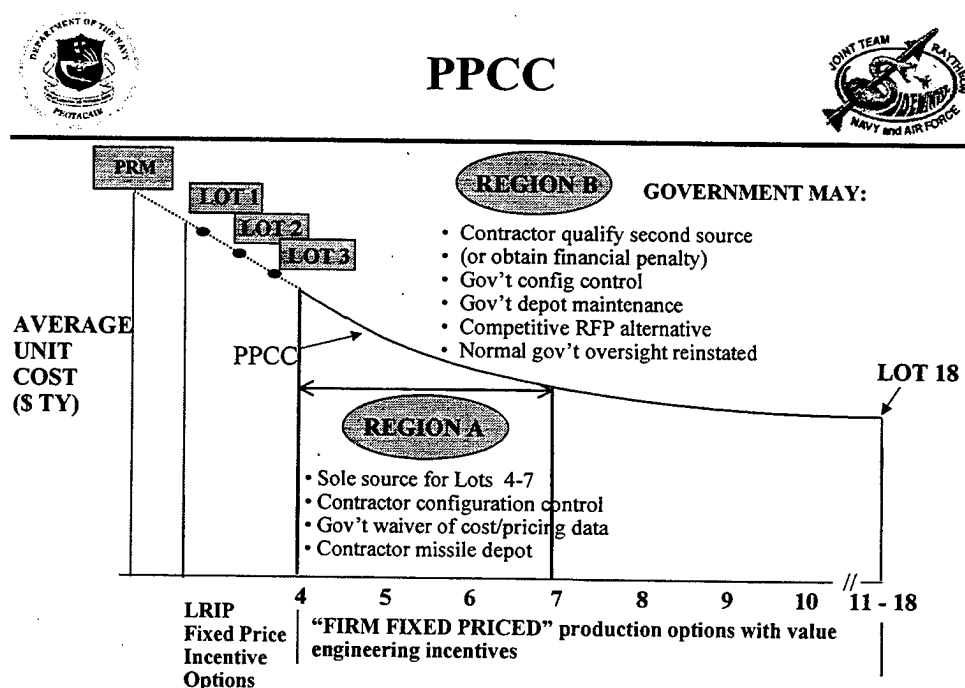 DEPARTMENT OF THE NAVY
PEOTACAIR
PPCC
JOINT TEAM
RAYTHEON
SIDEWINDER
NAVY and AIR FORCE
PRM
LOT 1
LOT 2
LOT 3
REGION B
GOVERNMENT MAY:
• Contractor qualify second source
• (or obtain financial penalty)
• Gov't config control
• Gov't depot maintenance
• Competitive RFP alternative
• Normal gov't oversight reinstated
AVERAGE
UNIT
COST
($ TY)
PPCC
LOT 18
REGION A
• Sole source for Lots 4-7
• Contractor configuration control
• Gov't waiver of cost/pricing data
• Contractor missile depot
4 5 6 7 8 9 10 // 11 - 18
LRIP
Fixed Price
Incentive
Options
“FIRM FIXED PRICED” production options with value
engineering incentives